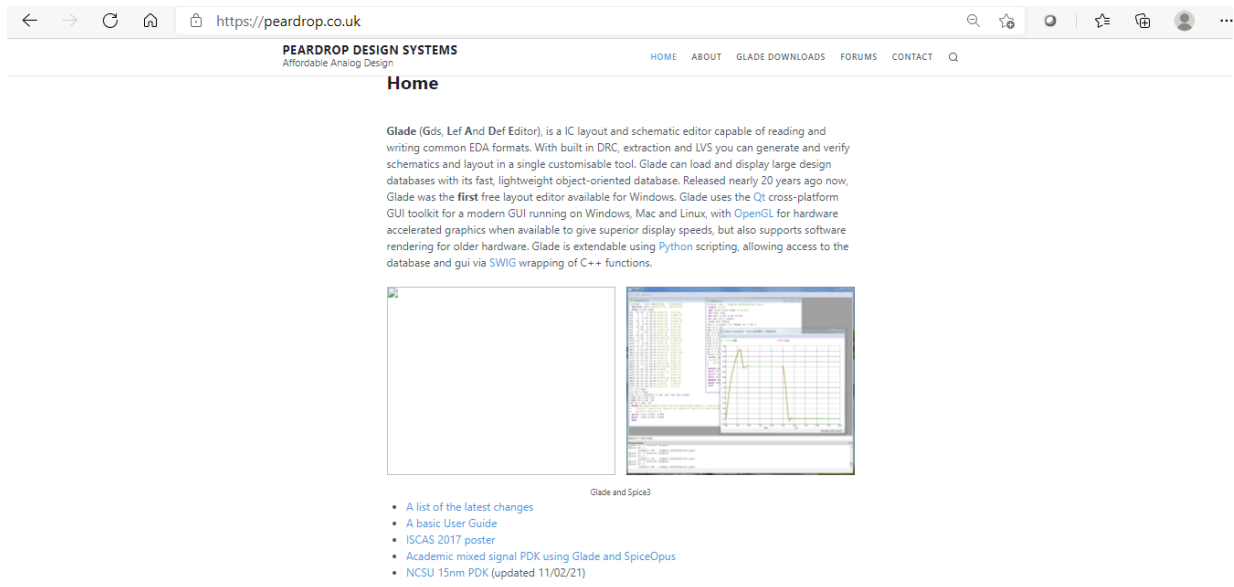 https://peardrop.co.uk
PEARDROP DESIGN SYSTEMS
Affordable Analog Design
HOME ABOUT GLADE DOWNLOADS FORUMS CONTACT
Home
Glade (Gds, Lef And Def Editor), is a IC layout and schematic editor capable of reading and
writing common EDA formats. With built in DRC, extraction and LVS you can generate and verify
schematics and layout in a single customisable tool. Glade can load and display large design
databases with its fast, lightweight object-oriented database. Released nearly 20 years ago now,
Glade was the first free layout editor available for Windows. Glade uses the Qt cross-platform
GUI toolkit for a modern GUI running on Windows, Mac and Linux, with OpenGL for hardware
accelerated graphics when available to give superior display speeds, but also supports software
rendering for older hardware. Glade is extendable using Python scripting, allowing access to the
database and gui via SWIG wrapping of C++ functions.
Glade and Spice3
A list of the latest changes
A basic User Guide
ISCAS 2017 poster
Academic mixed signal PDK using Glade and SpiceOpus
NCSU 15nm PDK (updated 11/02/21)